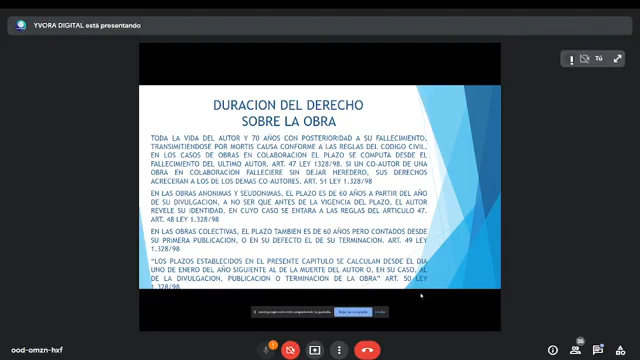 YVORA DIGITAL está presentando
Tú
DURACION DEL DERECHO
SOBRE LA OBRA
TODA LA VIDA DEL AUTOR Y 70 AÑOS CON POSTERIORIDAD A SU FALLECIMIENTO,
TRANSMITIENDOSE POR MORTIS CAUSA CONFORME A LAS REGLAS DEL CODIGO CIVIL.
EN LOS CASOS DE OBRAS EN COLABORACION EL PLAZO SE COMPUTA DESDE EL
FALLECIMIENTO DEL ULTIMO AUTOR. ART. 47 LEY 1328/98. SI UN CO-AUTOR DE UNA
OBRA EN COLABORACION FALLECIERE SIN DEJAR HEREDERO, SUS DERECHOS
ACRECERAN A LOS DE LOS DEMAS CO-AUTORES. ART. 51 LEY 1.328/98
EN LAS OBRAS ANONIMAS Y SEUDONIMAS, EL PLAZO ES DE 60 AÑOS A PARTIR DEL AÑO
DE SU DIVULGACION, A NO SER QUE ANTES DE LA VIGENCIA DEL PLAZO, EL AUTOR
REVELE SU IDENTIDAD, EN CUYO CASO SE ENTARA A LAS REGLAS DEL ARTICULO 47.
ART. 48 LEY 1.328/98
EN LAS OBRAS COLECTIVAS, EL PLAZO TAMBIEN ES DE 60 AÑOS PERO CONTADOS DESDE
SU PRIMERA PUBLICACION, O EN SU DEFECTO EL DE SU TERMINACION. ART. 49 LEY
1.328/98
"LOS PLAZOS ESTABLECIDOS EN EL PRESENTE CAPITULO SE CALCULAN DESDE EL DIA
UNO DE ENERO DEL AÑO SIGUIENTE AL DE LA MUERTE DEL AUTOR O, EN SU CASO, AL
DE LA DIVULGACION, PUBLICACION O TERMINACION DE LA OBRA" ART. 50 LEY
1.328/98
ood-omzn-hxf
36